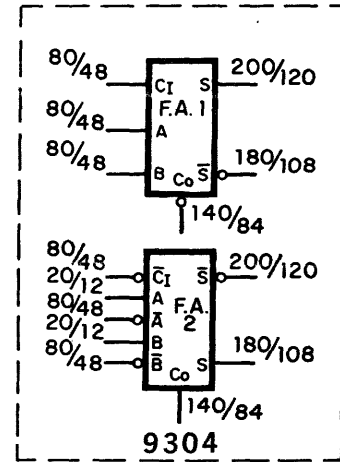 80/48
200/120
CI S
F.A.1
80/48
A
80/48
180/108
B Co S̅
140/84
80/48
20/12
200/120
C̅I S̅
80/48
A F.A.
20/12
A̅ 2
80/48
B
180/108
B̅ Co S
140/84
9304